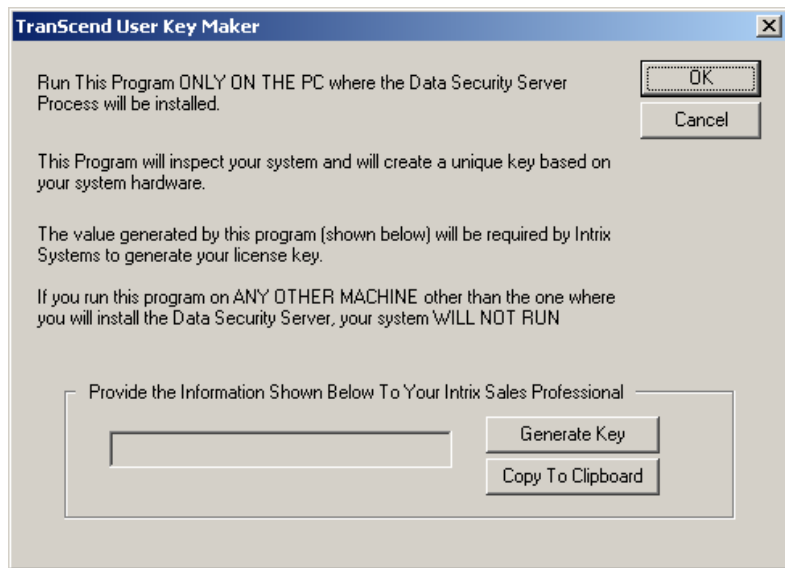 TranScend User Key Maker
Run This Program ONLY ON THE PC where the Data Security Server
Process will be installed.
OK
Cancel
This Program will inspect your system and will create a unique key based on
your system hardware.
The value generated by this program (shown below) will be required by Intrix
Systems to generate your license key.
If you run this program on ANY OTHER MACHINE other than the one where
you will install the Data Security Server, your system WILL NOT RUN
Provide the Information Shown Below To Your Intrix Sales Professional
Generate Key
Copy To Clipboard